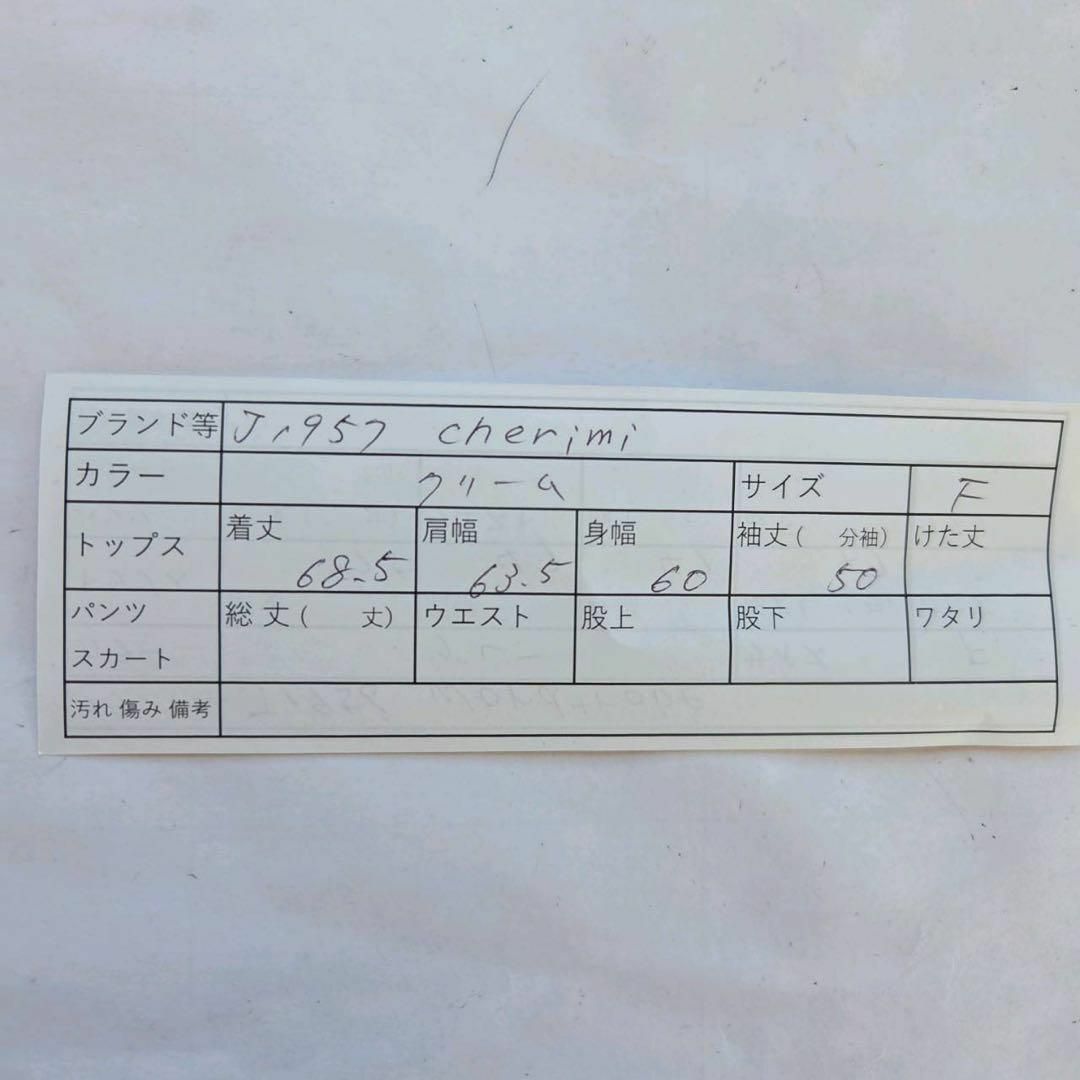 ブランド等 J1957 cherimi
カラー クリーム サイズ F
トップス 着丈 68.5 肩幅 63.5 身幅 60 袖丈(　分袖) 50 けた丈
パンツ スカート 総丈(　丈) ウエスト 股上 股下 ワタリ
汚れ 傷み 備考